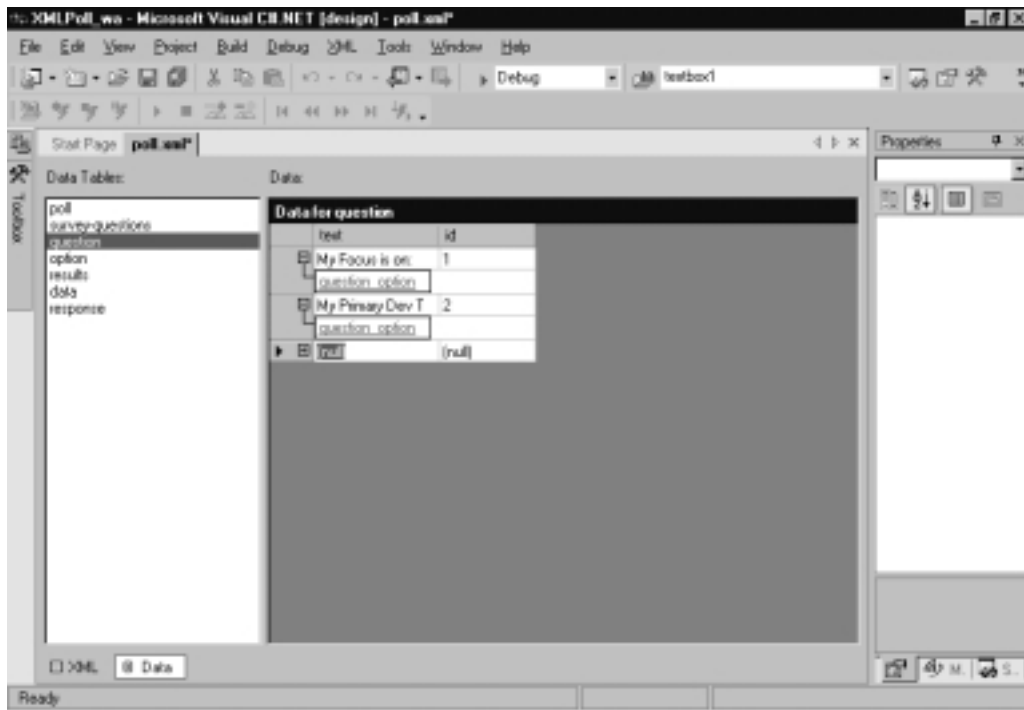 XMLPoll_wa - Microsoft Visual C#.NET [design] - poll.xml*
File Edit View Project Build Debug XML Tools Window Help
Debug textbox1
Start Page poll.xml*
Properties
Toolbox
Data Tables:
Data:
poll
survey-questions
question
option
results
data
response
Data for question
text id
My Focus is on: 1
question_option
My Primary Dev T 2
question_option
(null) (null)
XML Data
M. S..
Ready